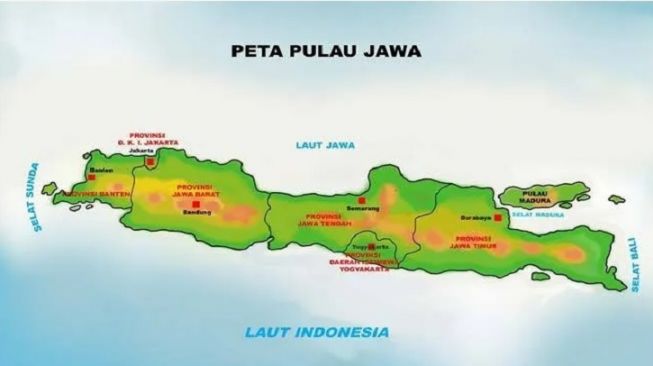 PETA PULAU JAWA
PROVINSI
D. K. I. JAKARTA
Jakarta
LAUT JAWA
SELAT SUNDA
Banten
PROVINSI BANTEN
PROVINSI
JAWA BARAT
Bandung
Semarang
PROVINSI
JAWA TENGAH
Yogyakarta
PROVINSI
DAERAH ISTIMEWA
YOGYAKARTA
Surabaya
PROVINSI
JAWA TIMUR
PULAU
MADURA
SELAT MADURA
SELAT BALI
LAUT INDONESIA